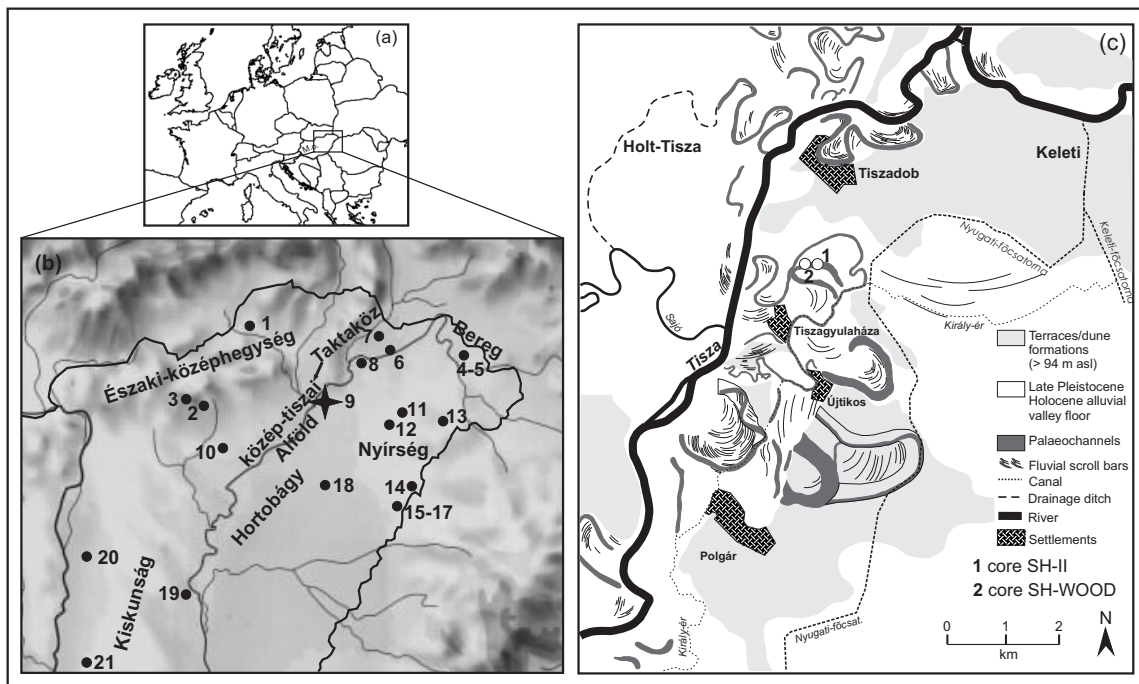 (a)
M.o.
(b)
1
Északi-középhegység
3
2
10
közép-tiszai – Taktaköz
Alföld
7
6
8
Bereg
4-5
9
11
12
13
Nyírség
Hortobágy
18
14
15-17
20
Kiskunság
19
21
(c)
Holt-Tisza
Keleti
Tiszadob
Nyugati-főcsatorna
Keleti-főcsatorna
1
2
Sajó
Tisza
Tiszagyulaháza
Király-ér
Újtikos
Polgár
Király-ér
Nyugati-főcsat.
Terraces/dune
formations
(> 94 m asl)
Late Pleistocene
Holocene alluvial
valley floor
Palaeochannels
Fluvial scroll bars
Canal
Drainage ditch
River
Settlements
1 core SH-II
2 core SH-WOOD
N
0 1 2
km